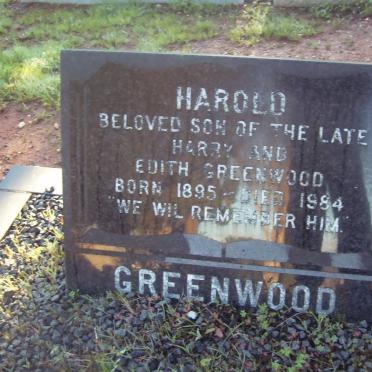 HAROLD
BELOVED SON OF THE LATE
HARRY AND
EDITH GREENWOOD
BORN 1895 - DIED 1984
"WE WIL REMEMBER HIM."
GREENWOOD